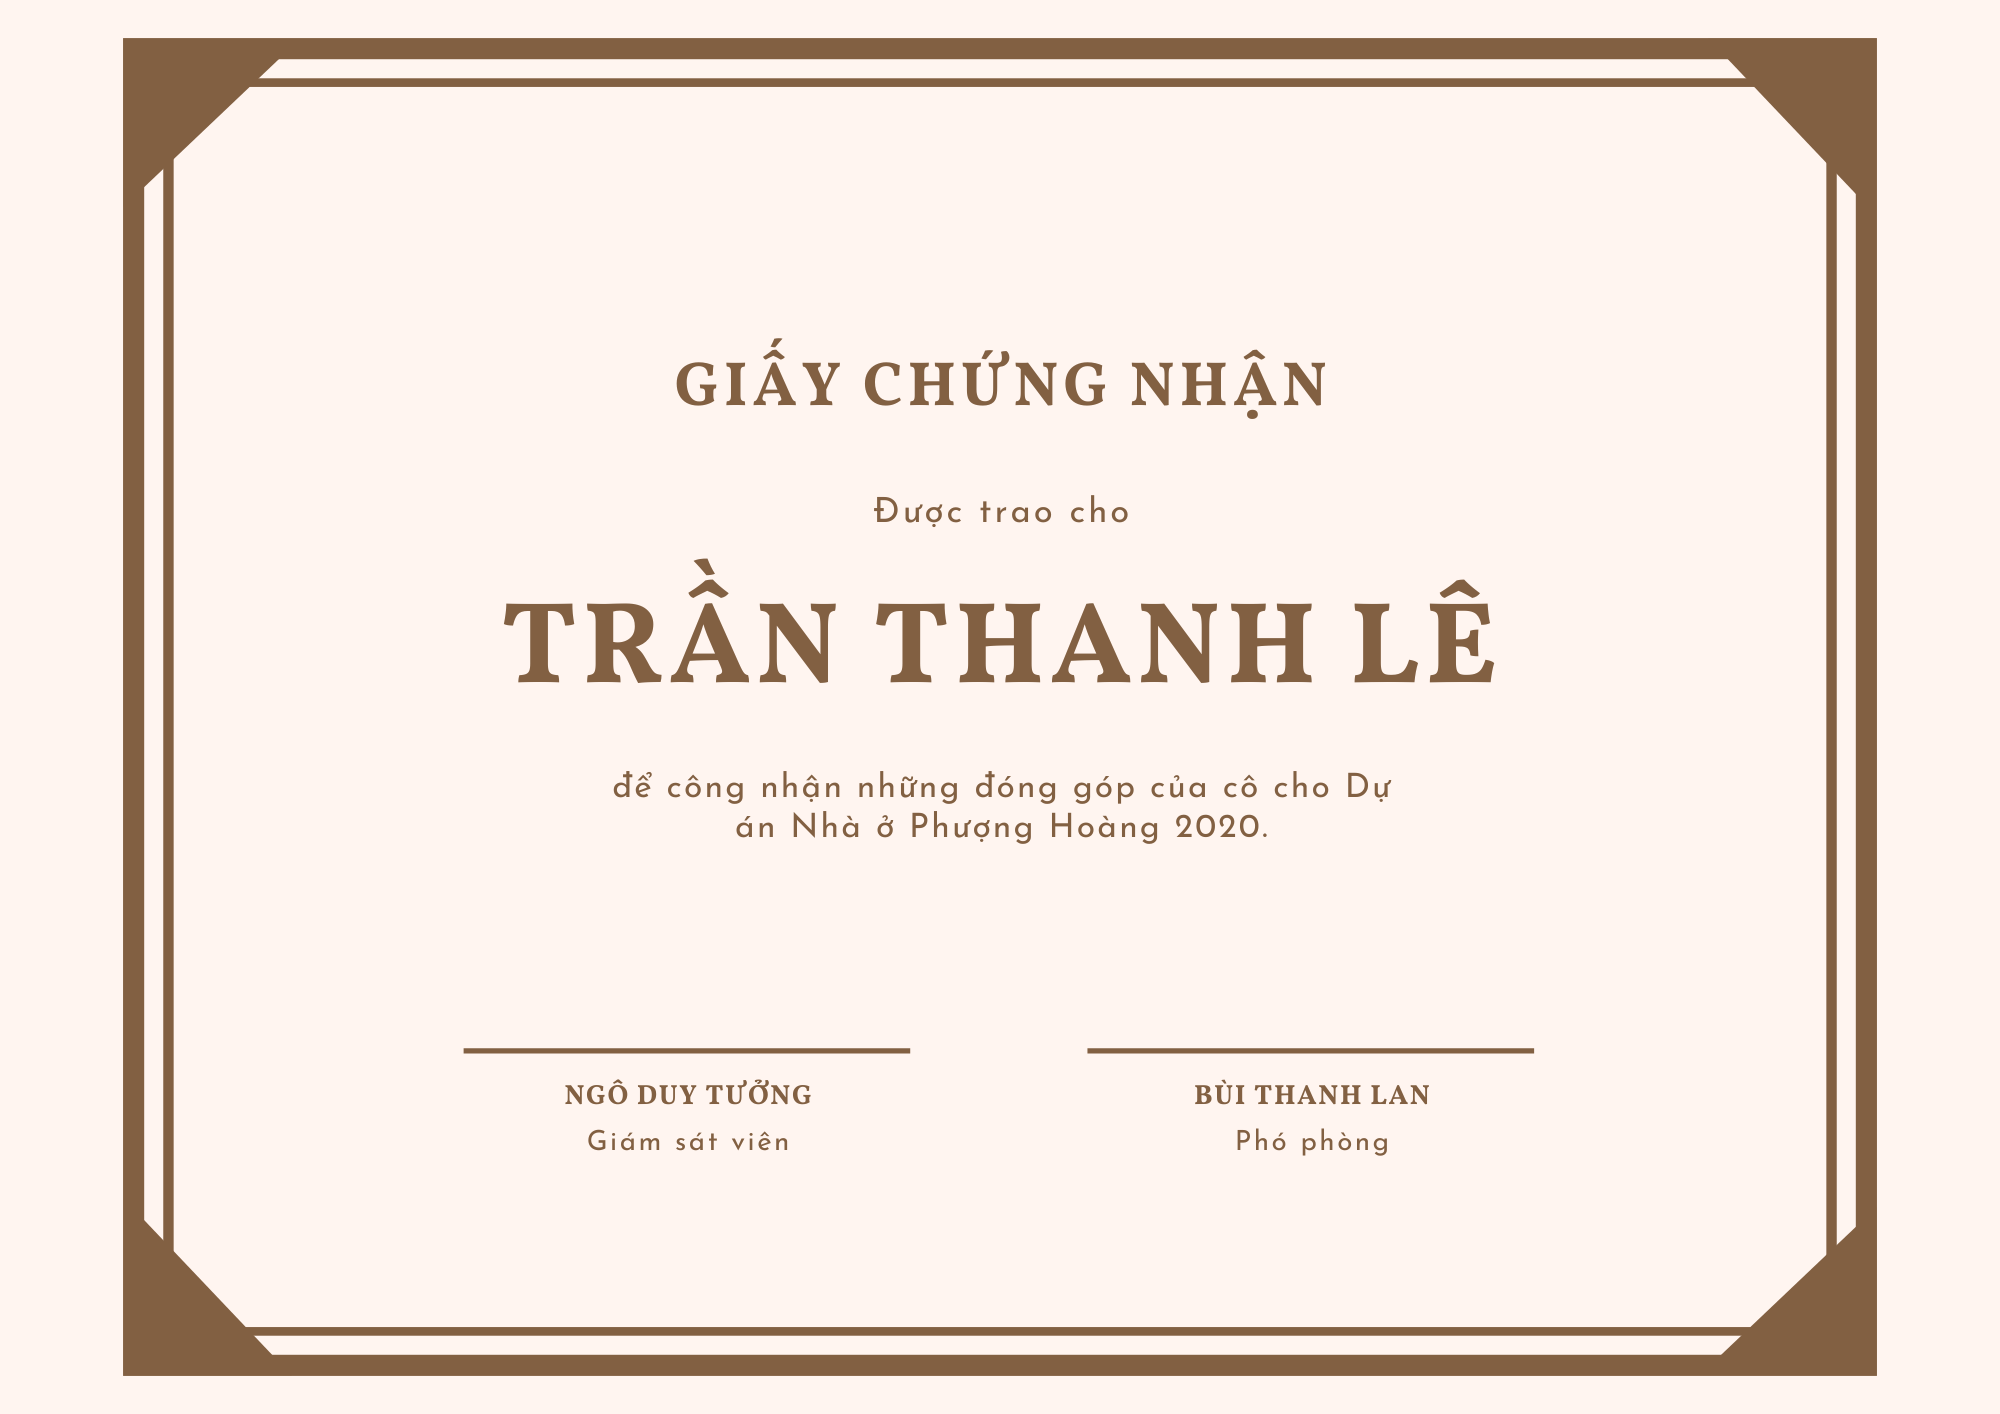 GIẤY CHỨNG NHẬN
Được trao cho
TRẦN THANH LÊ
để công nhận những đóng góp của cô cho Dự
án Nhà ở Phượng Hoàng 2020.
NGÔ DUY TƯỞNG
Giám sát viên
BÙI THANH LAN
Phó phòng